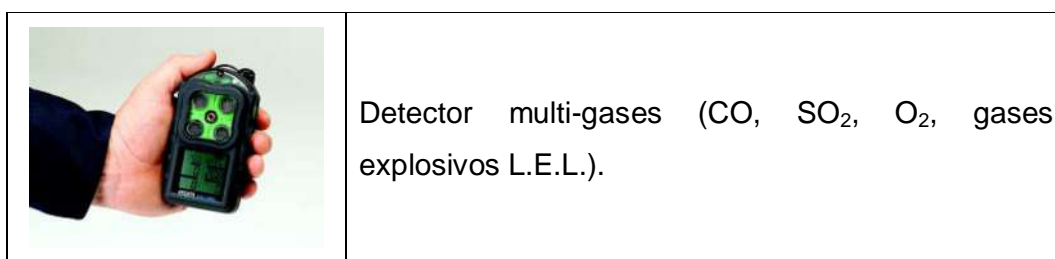 Detector multi-gases (CO, SO₂, O₂, gases
explosivos L.E.L.).